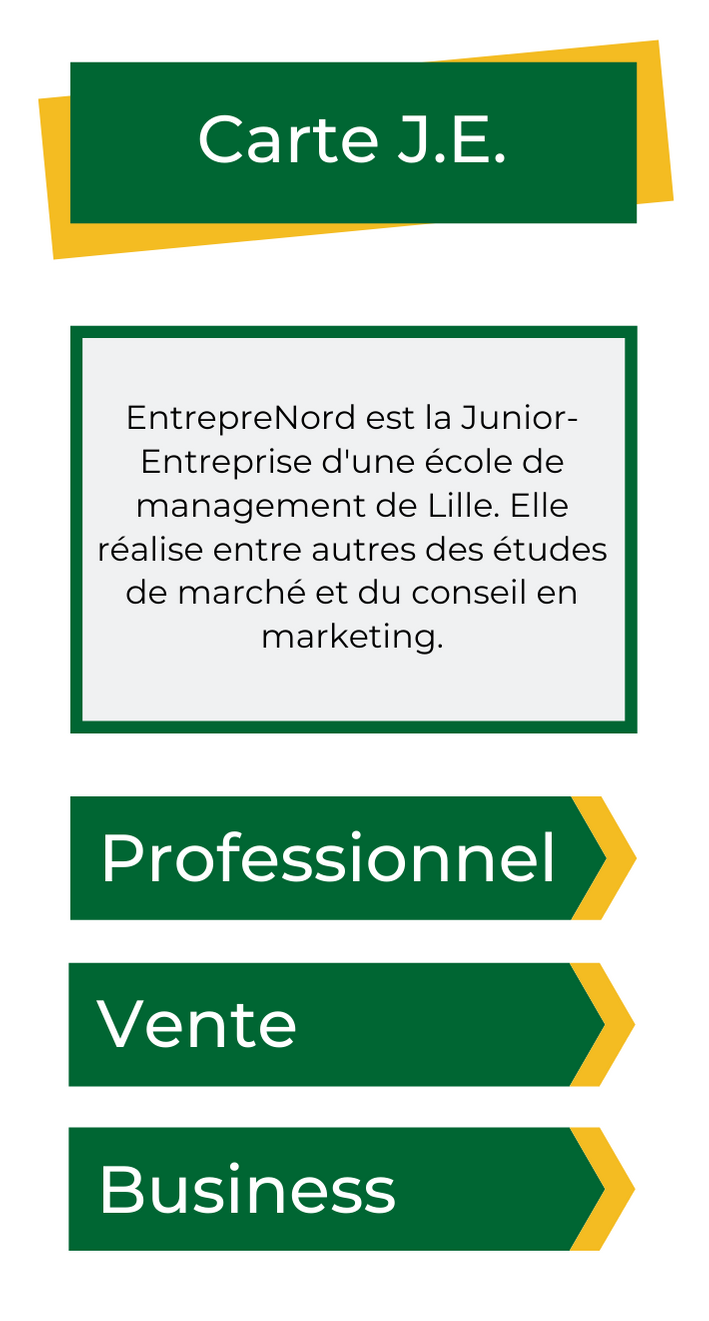 Carte J.E.
EntrepreNord est la Junior-
Entreprise d'une école de
management de Lille. Elle
réalise entre autres des études
de marché et du conseil en
marketing.
Professionnel
Vente
Business